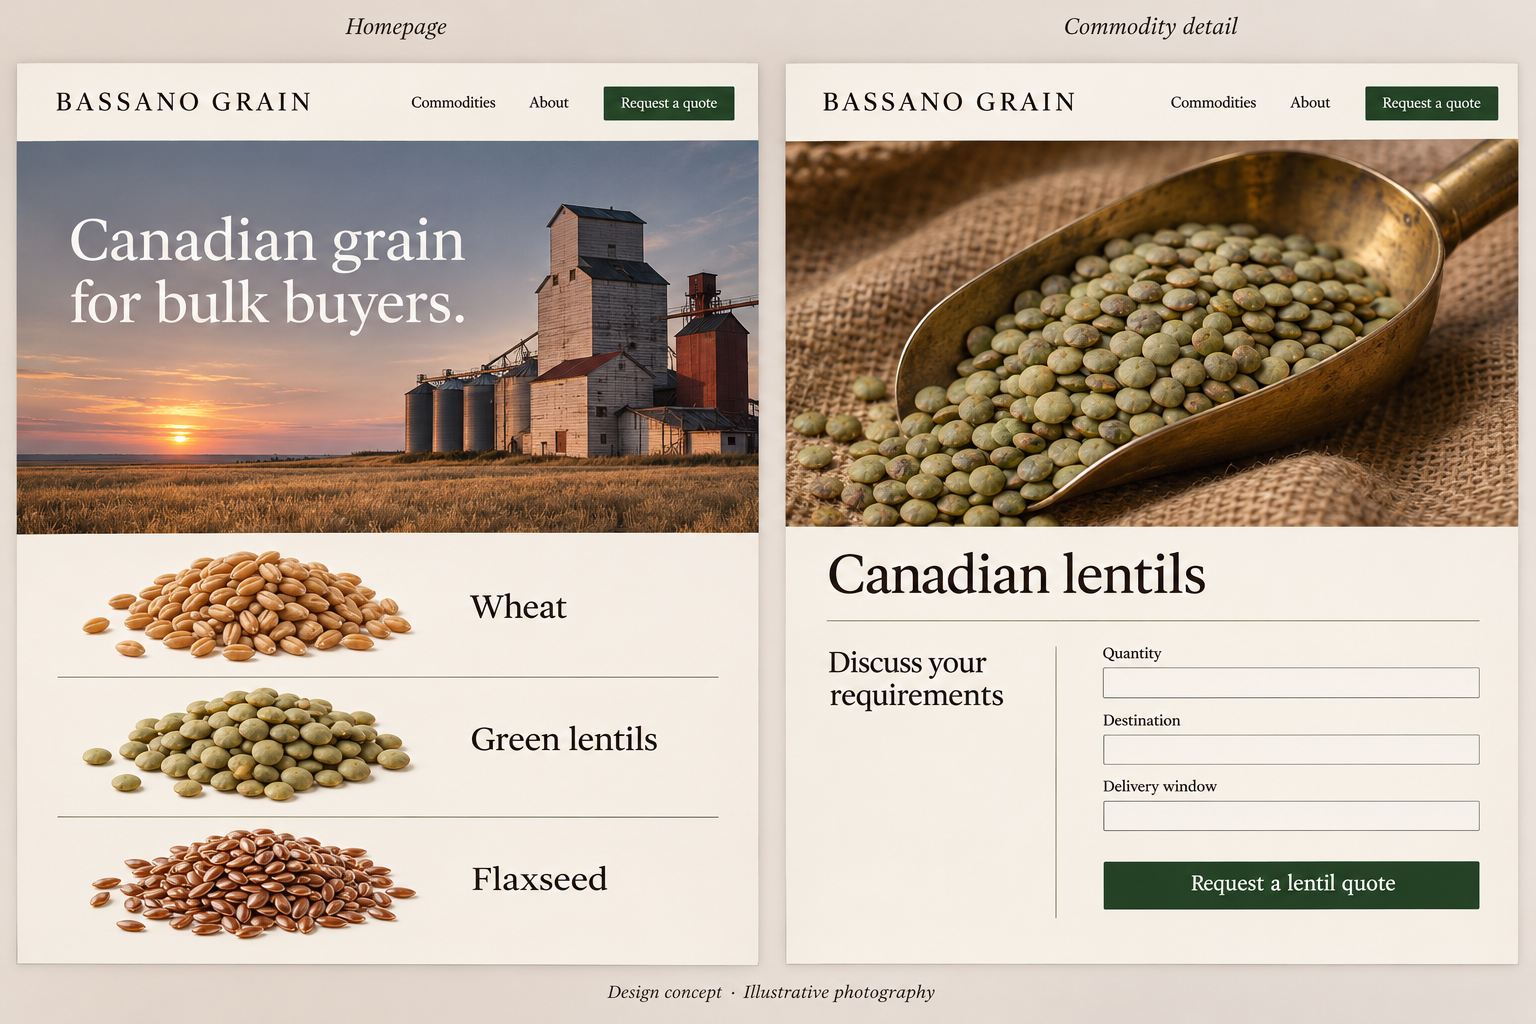 Homepage
BASSANO GRAIN
Commodities
About
Request a quote
Canadian grain
for bulk buyers.
Wheat
Green lentils
Flaxseed
Commodity detail
BASSANO GRAIN
Commodities
About
Request a quote
Canadian lentils
Discuss your
requirements
Quantity
Destination
Delivery window
Request a lentil quote
Design concept · Illustrative photography